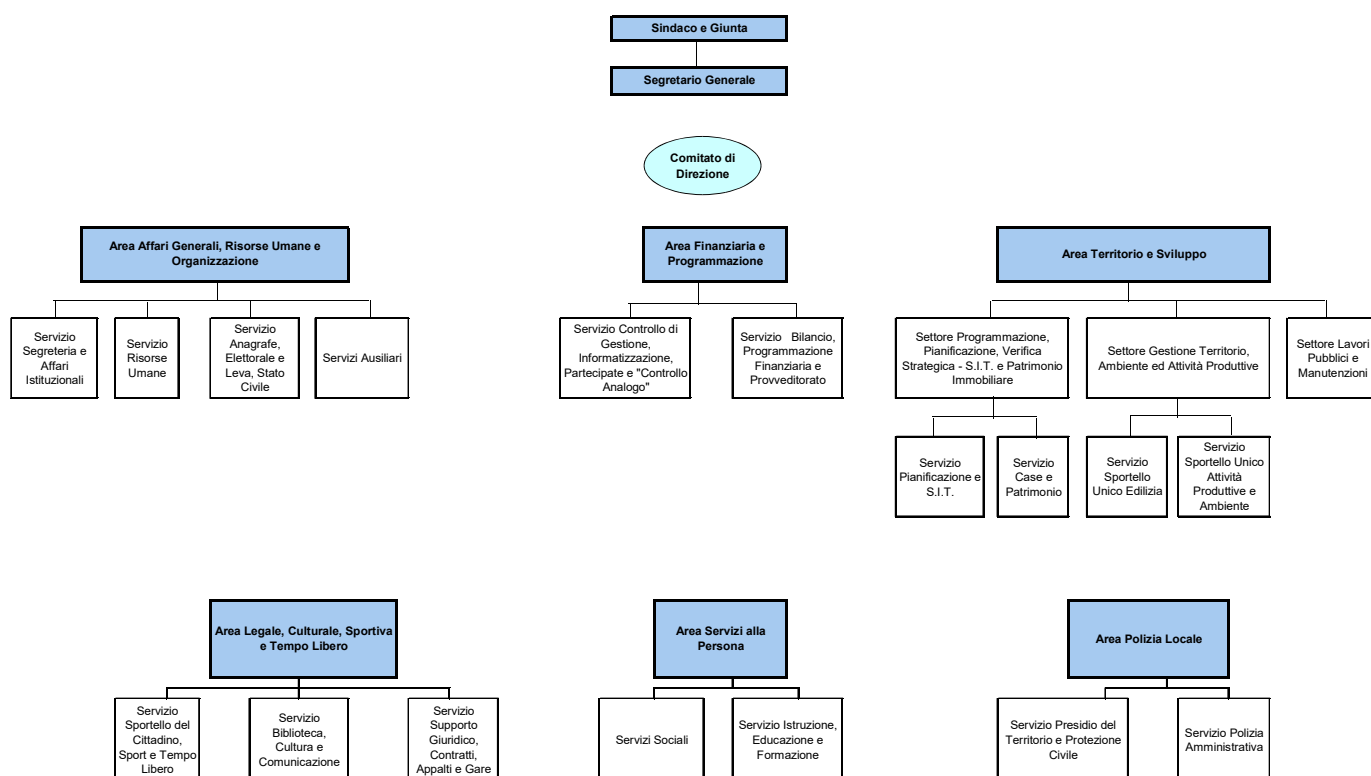 Sindaco e Giunta
Segretario Generale
Comitato di
Direzione
Area Affari Generali, Risorse Umane e
Organizzazione
Area Finanziaria e
Programmazione
Area Territorio e Sviluppo
Servizio
Segreteria e
Affari
Istituzionali
Servizio
Risorse
Umane
Servizio
Anagrafe,
Elettorale e
Leva, Stato
Civile
Servizi Ausiliari
Servizio Controllo di
Gestione,
Informatizzazione,
Partecipate e "Controllo
Analogo"
Servizio Bilancio,
Programmazione
Finanziaria e
Provveditorato
Settore Programmazione,
Pianificazione, Verifica
Strategica - S.I.T. e Patrimonio
Immobiliare
Settore Gestione Territorio,
Ambiente ed Attività Produttive
Settore Lavori
Pubblici e
Manutenzioni
Servizio
Pianificazione e
S.I.T.
Servizio
Case e
Patrimonio
Servizio
Sportello
Unico Edilizia
Servizio
Sportello Unico
Attività
Produttive e
Ambiente
Area Legale, Culturale, Sportiva
e Tempo Libero
Area Servizi alla
Persona
Area Polizia Locale
Servizio
Sportello del
Cittadino,
Sport e Tempo
Libero
Servizio
Biblioteca,
Cultura e
Comunicazione
Servizio
Supporto
Giuridico,
Contratti,
Appalti e Gare
Servizi Sociali
Servizio Istruzione,
Educazione e
Formazione
Servizio Presidio del
Territorio e Protezione
Civile
Servizio Polizia
Amministrativa